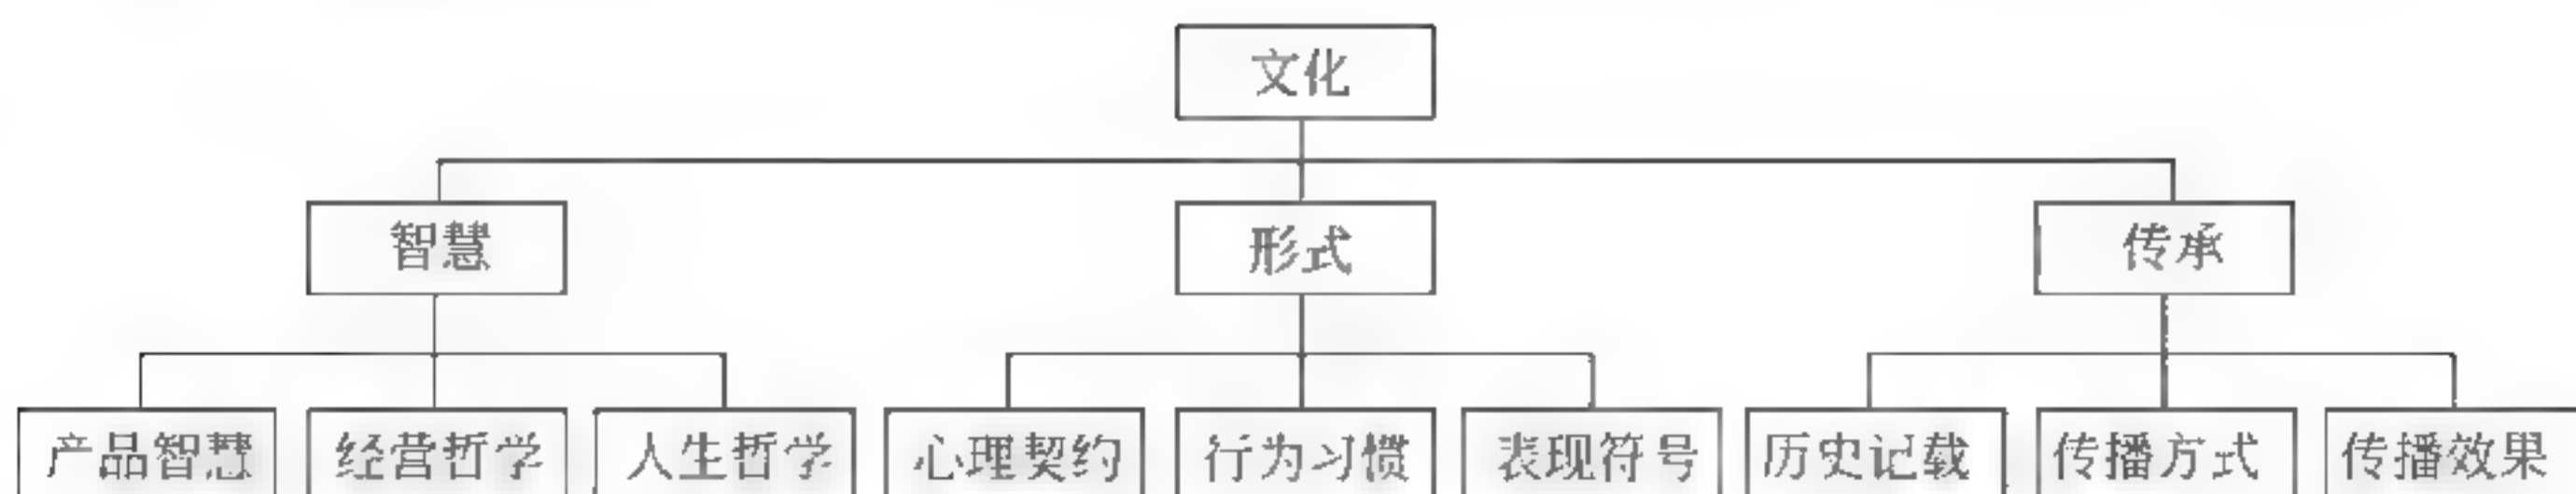 文化
智慧 形式 传承
产品智慧 经营哲学 人生哲学 心理契约 行为习惯 表现符号 历史记载 传播方式 传播效果